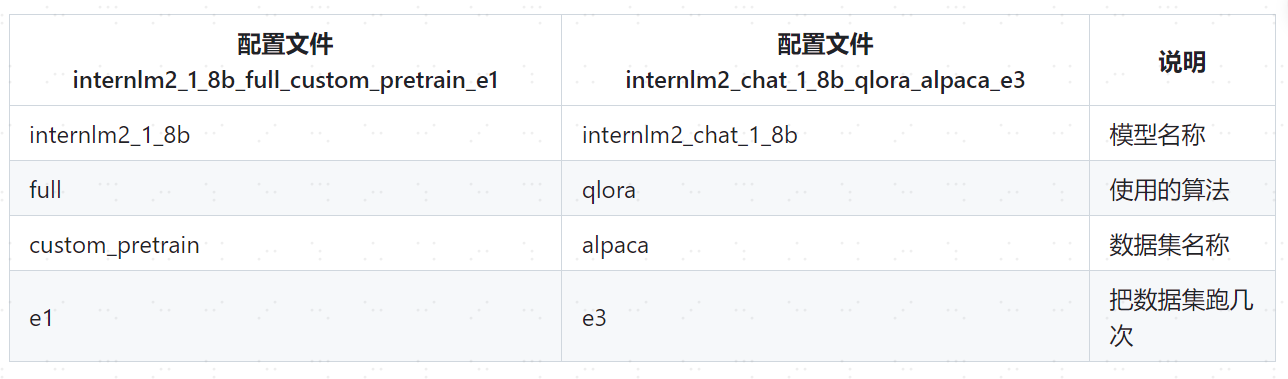 配置文件
internlm2_1_8b_full_custom_pretrain_e1
配置文件
internlm2_chat_1_8b_qlora_alpaca_e3
说明
internlm2_1_8b
internlm2_chat_1_8b
模型名称
full
qlora
使用的算法
custom_pretrain
alpaca
数据集名称
e1
e3
把数据集跑几
次